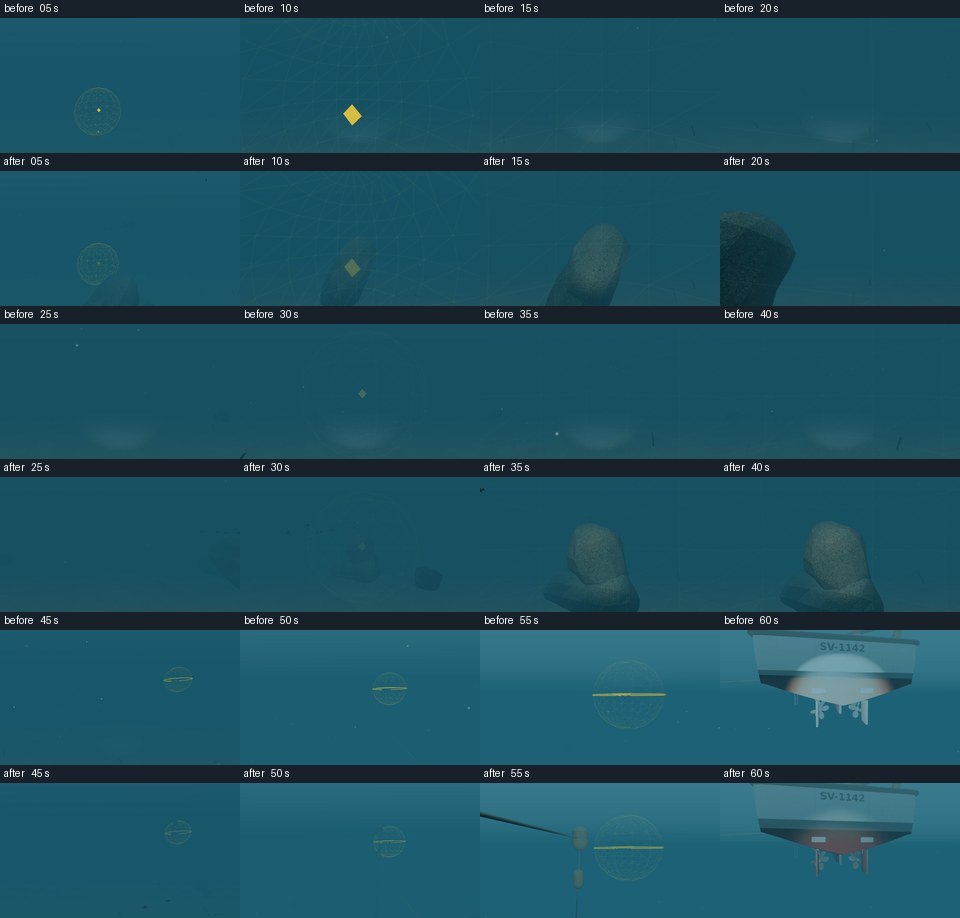 before 05 s
before 10 s
before 15 s
before 20 s
after 05 s
after 10 s
after 15 s
after 20 s
before 25 s
before 30 s
before 35 s
before 40 s
after 25 s
after 30 s
after 35 s
after 40 s
before 45 s
before 50 s
before 55 s
before 60 s
SV-1142
after 45 s
after 50 s
after 55 s
after 60 s
SV-1142